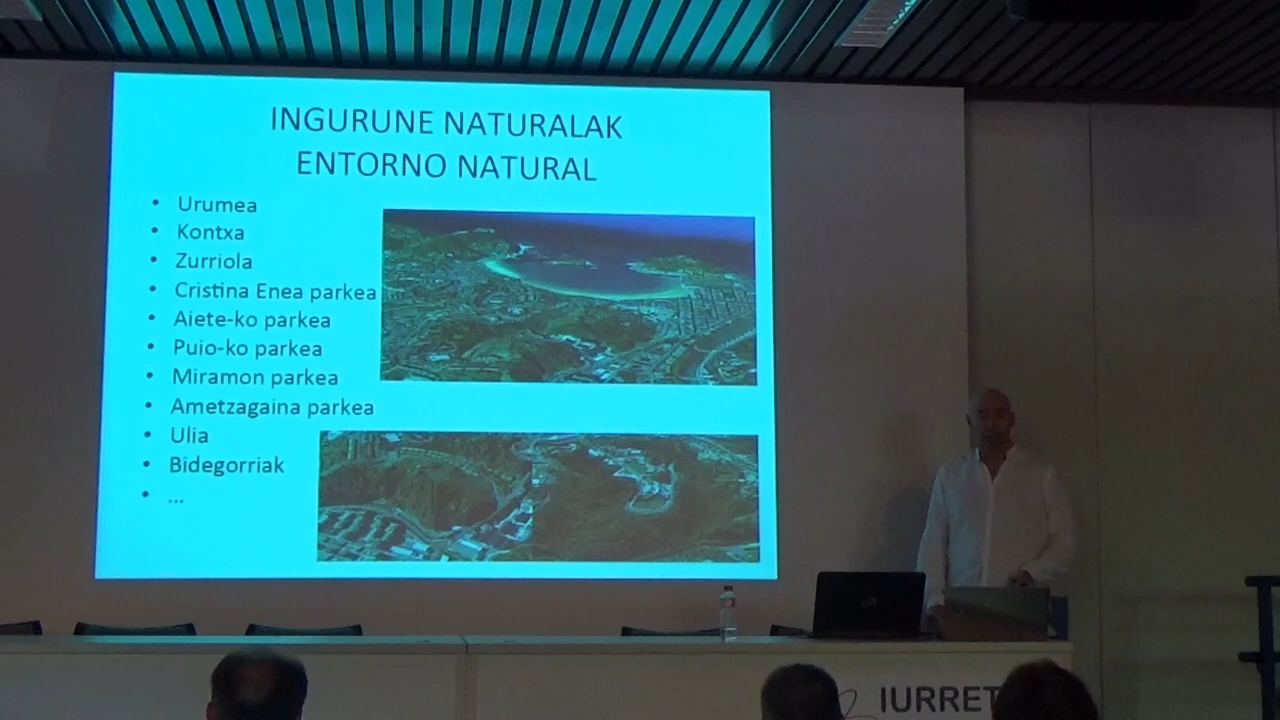 INGURUNE NATURALAK
ENTORNO NATURAL
• Urumea
• Kontxa
• Zurriola
• Cristina Enea parkea
• Aiete-ko parkea
• Puio-ko parkea
• Miramon parkea
• Ametzagaina parkea
• Ulia
• Bidegorriak
• ...
IURRET